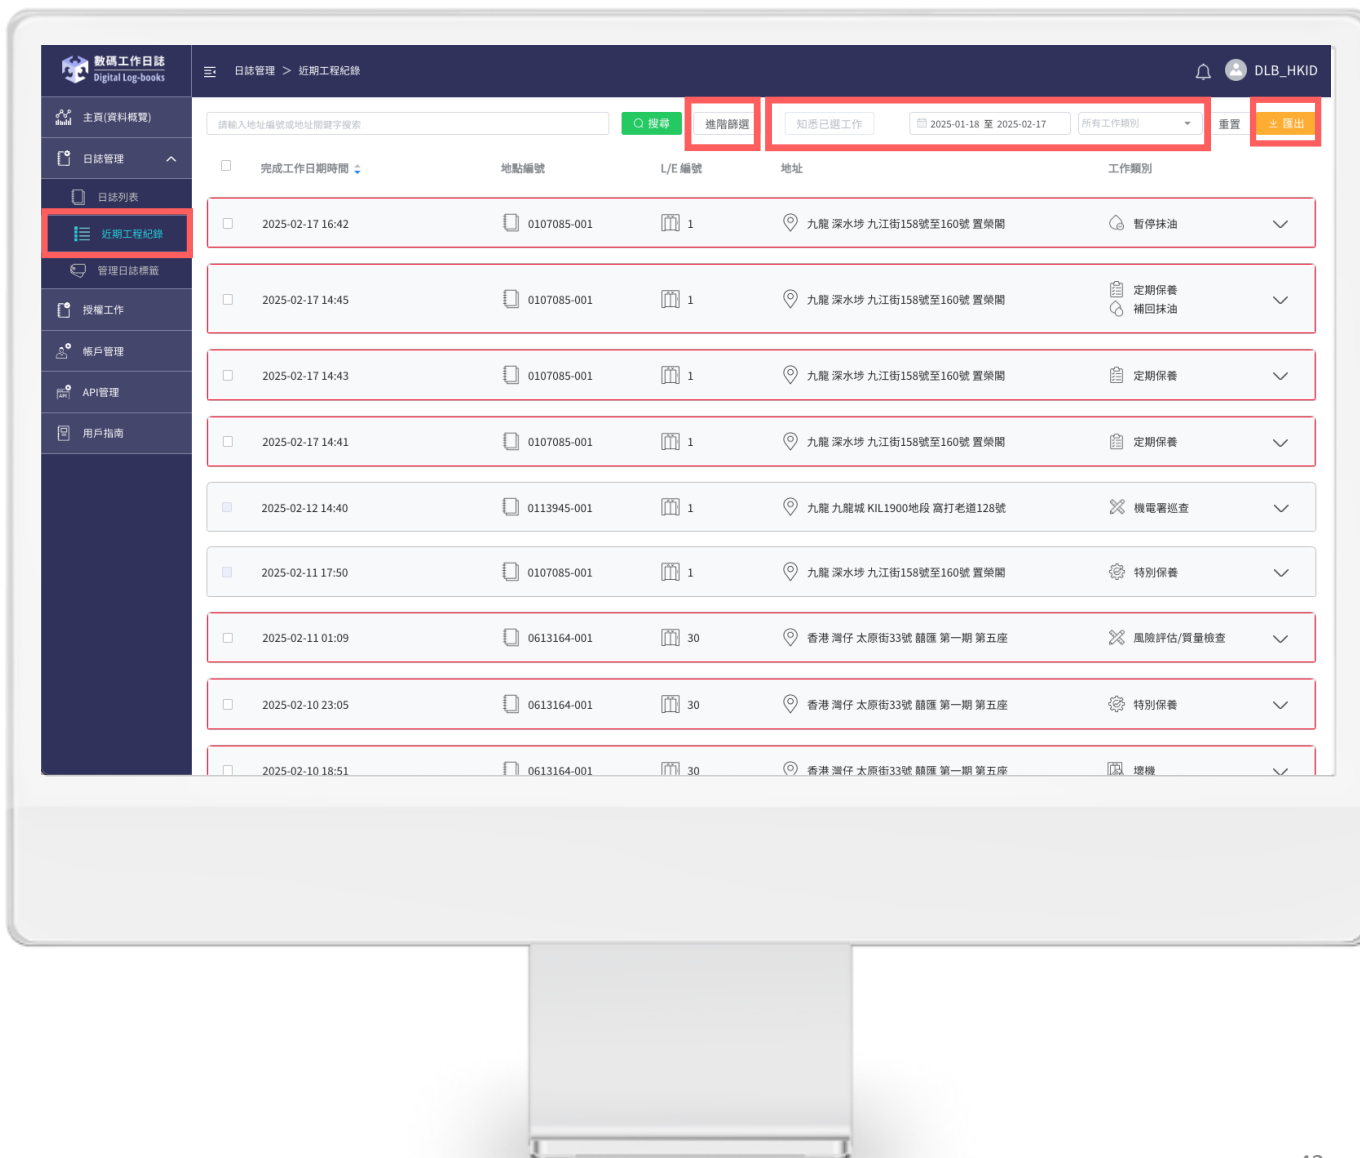 數碼工作日誌
Digital Log-books
日誌管理 > 近期工程紀錄
DLB_HKID
主頁(資料概覽)
日誌管理
日誌列表
近期工程紀錄
管理日誌標籤
授權工作
帳戶管理
API管理
用戶指南
請輸入地址編號或地址關鍵字搜索
搜尋
進階篩選
知悉已選工作
2025-01-18 至 2025-02-17
所有工作類別
重置
匯出
完成工作日期時間 地點編號 L/E 編號 地址 工作類別
2025-02-17 16:42 0107085-001 1 九龍 深水埗 九江街158號至160號 置榮閣 暫停抹油
2025-02-17 14:45 0107085-001 1 九龍 深水埗 九江街158號至160號 置榮閣 定期保養
補回抹油
2025-02-17 14:43 0107085-001 1 九龍 深水埗 九江街158號至160號 置榮閣 定期保養
2025-02-17 14:41 0107085-001 1 九龍 深水埗 九江街158號至160號 置榮閣 定期保養
2025-02-12 14:40 0113945-001 1 九龍 九龍城 KIL1900地段 窩打老道128號 機電署巡查
2025-02-11 17:50 0107085-001 1 九龍 深水埗 九江街158號至160號 置榮閣 特別保養
2025-02-11 01:09 0613164-001 30 香港 灣仔 太原街33號 囍匯 第一期 第五座 風險評估/質量檢查
2025-02-10 23:05 0613164-001 30 香港 灣仔 太原街33號 囍匯 第一期 第五座 特別保養
2025-02-10 18:51 0613164-001 30 香港 灣仔 太原街33號 囍匯 第一期 第五座 壞機